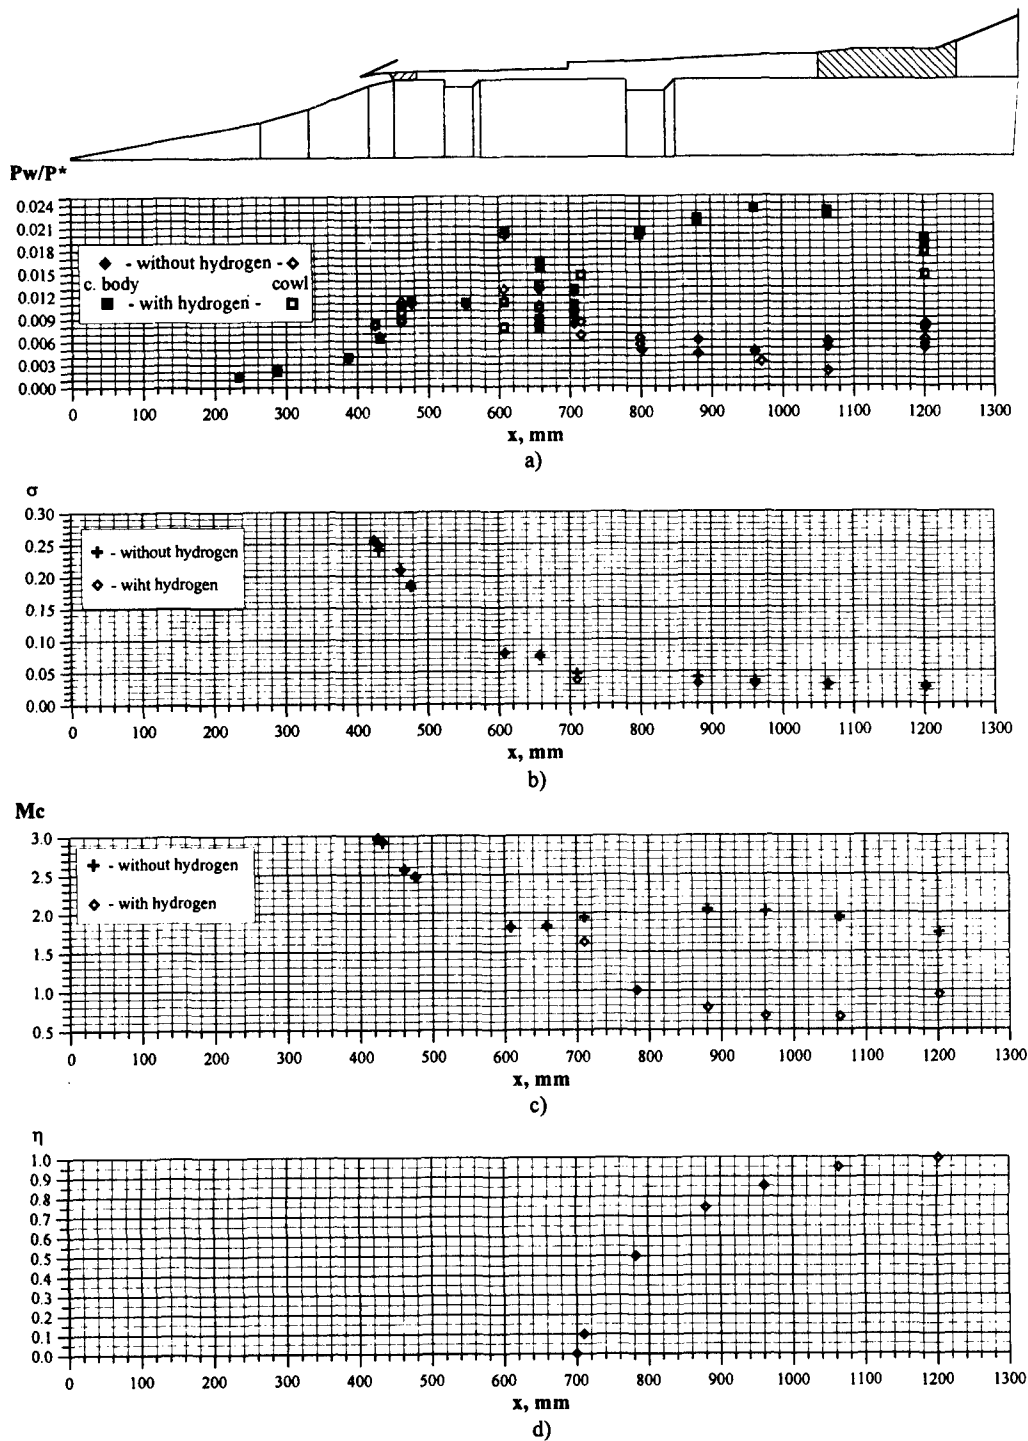 Pw/P*
0.024
0.021
0.018
0.015
0.012
0.009
0.006
0.003
0.000
- without hydrogen -
c. body cowl
- with hydrogen -
0 100 200 300 400 500 600 700 800 900 1000 1100 1200 1300
x, mm
a)
σ
0.30
0.25
0.20
0.15
0.10
0.05
0.00
- without hydrogen
- wiht hydrogen
0 100 200 300 400 500 600 700 800 900 1000 1100 1200 1300
x, mm
b)
Mc
3.0
2.5
2.0
1.5
1.0
0.5
- without hydrogen
- with hydrogen
0 100 200 300 400 500 600 700 800 900 1000 1100 1200 1300
x, mm
c)
η
1.0
0.9
0.8
0.7
0.6
0.5
0.4
0.3
0.2
0.1
0.0
0 100 200 300 400 500 600 700 800 900 1000 1100 1200 1300
x, mm
d)